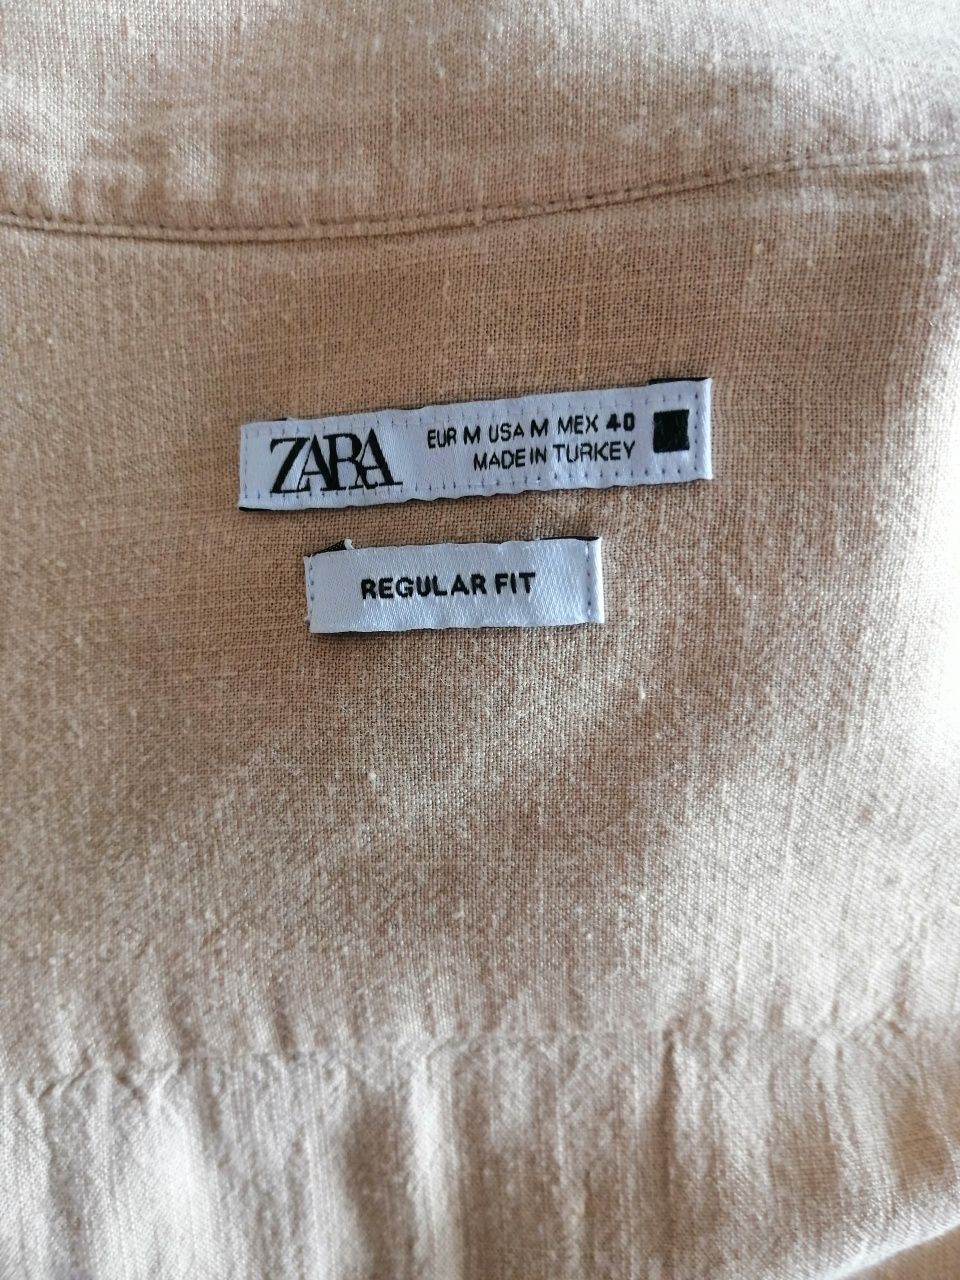 ZARA
EUR M USA M MEX 40
MADE IN TURKEY
REGULAR FIT